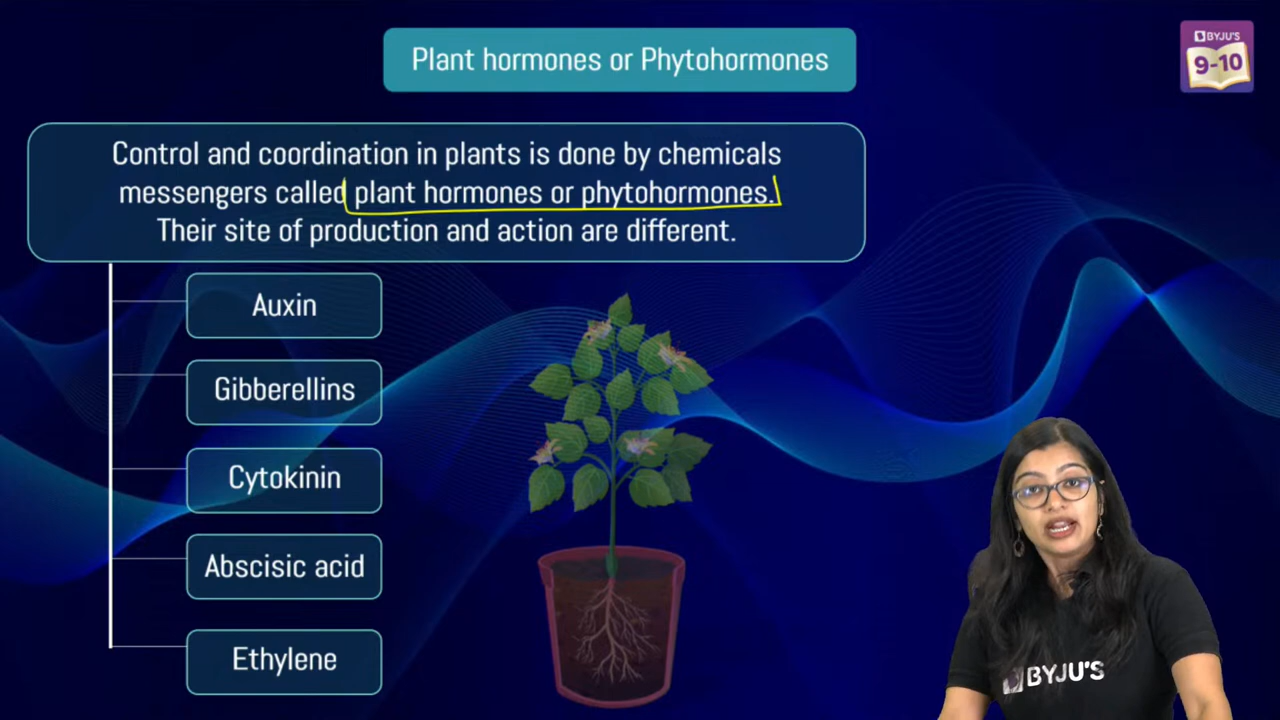 Plant hormones or Phytohormones
BYJU'S
9-10
Control and coordination in plants is done by chemicals
messengers called plant hormones or phytohormones.
Their site of production and action are different.
Auxin
Gibberellins
Cytokinin
Abscisic acid
Ethylene
BYJU'S